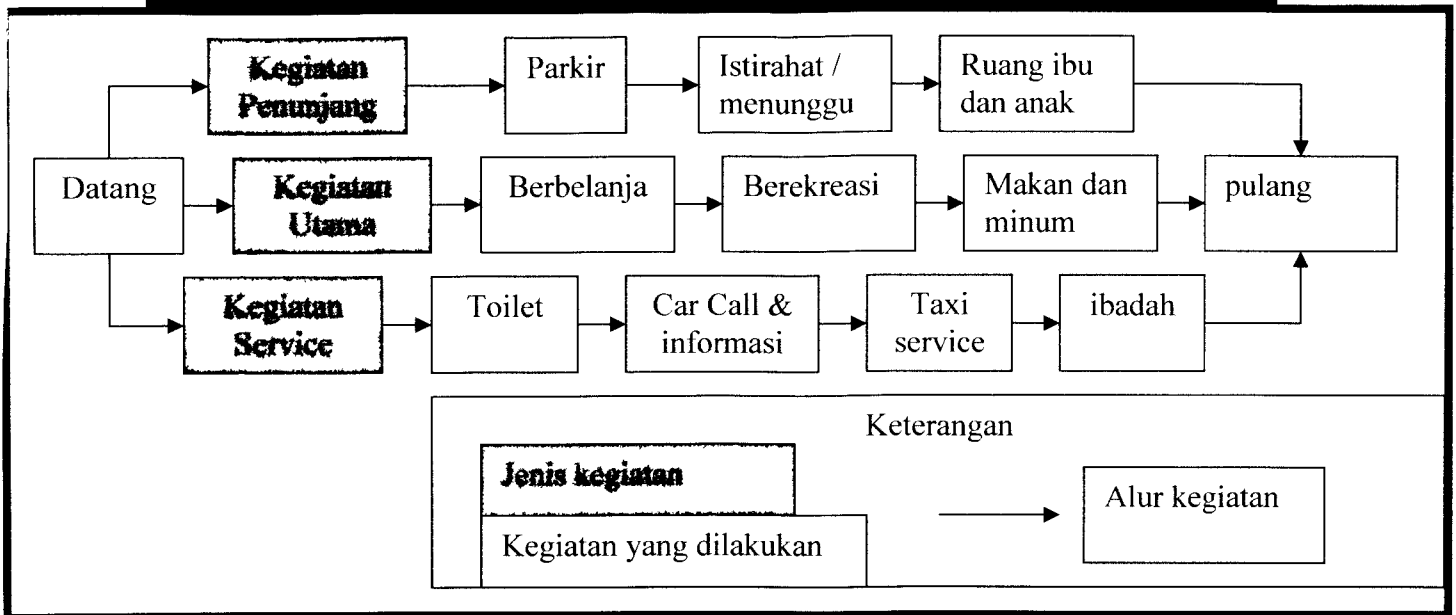 Kegiatan
Penunjang
Parkir
Istirahat /
menunggu
Ruang ibu
dan anak
Datang
Kegiatan
Utama
Berbelanja
Berekreasi
Makan dan
minum
pulang
Kegiatan
Service
Toilet
Car Call &
informasi
Taxi
service
ibadah
Keterangan
Jenis kegiatan
Kegiatan yang dilakukan
Alur kegiatan